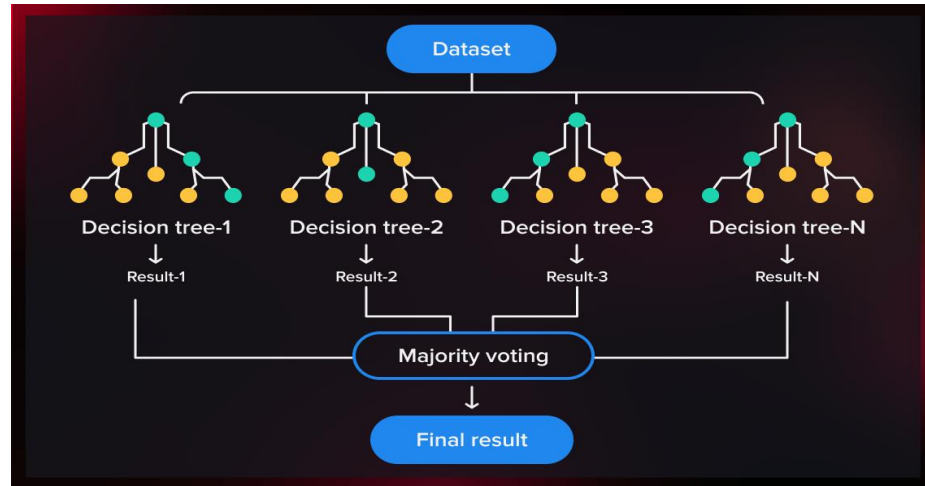 Dataset
Decision tree-1
Decision tree-2
Decision tree-3
Decision tree-N
Result-1
Result-2
Result-3
Result-N
Majority voting
Final result